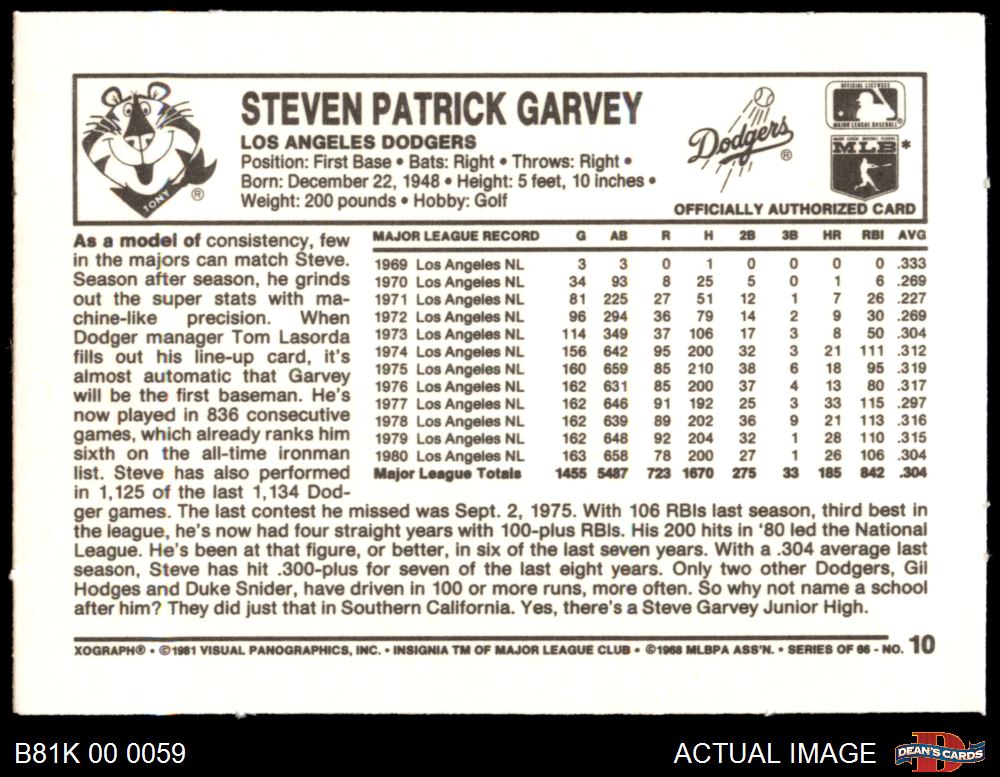 STEVEN PATRICK GARVEY
LOS ANGELES DODGERS
Position: First Base • Bats: Right • Throws: Right •
Born: December 22, 1948 • Height: 5 feet, 10 inches •
Weight: 200 pounds • Hobby: Golf
TONY ®
Dodgers ®
OFFICIAL LICENSEE
MAJOR LEAGUE BASEBALL ®
MAJOR LEAGUE BASEBALL PLAYERS
MLB *
OFFICIALLY AUTHORIZED CARD
As a model of consistency, few
in the majors can match Steve.
Season after season, he grinds
out the super stats with ma-
chine-like precision. When
Dodger manager Tom Lasorda
fills out his line-up card, it's
almost automatic that Garvey
will be the first baseman. He's
now played in 836 consecutive
games, which already ranks him
sixth on the all-time ironman
list. Steve has also performed
in 1,125 of the last 1,134 Dod-
ger games. The last contest he missed was Sept. 2, 1975. With 106 RBIs last season, third best in
the league, he's now had four straight years with 100-plus RBIs. His 200 hits in '80 led the National
League. He's been at that figure, or better, in six of the last seven years. With a .304 average last
season, Steve has hit .300-plus for seven of the last eight years. Only two other Dodgers, Gil
Hodges and Duke Snider, have driven in 100 or more runs, more often. So why not name a school
after him? They did just that in Southern California. Yes, there's a Steve Garvey Junior High.
MAJOR LEAGUE RECORD G AB R H 2B 3B HR RBI AVG
1969 Los Angeles NL 3 3 0 1 0 0 0 0 .333
1970 Los Angeles NL 34 93 8 25 5 0 1 6 .269
1971 Los Angeles NL 81 225 27 51 12 1 7 26 .227
1972 Los Angeles NL 96 294 36 79 14 2 9 30 .269
1973 Los Angeles NL 114 349 37 106 17 3 8 50 .304
1974 Los Angeles NL 156 642 95 200 32 3 21 111 .312
1975 Los Angeles NL 160 659 85 210 38 6 18 95 .319
1976 Los Angeles NL 162 631 85 200 37 4 13 80 .317
1977 Los Angeles NL 162 646 91 192 25 3 33 115 .297
1978 Los Angeles NL 162 639 89 202 36 9 21 113 .316
1979 Los Angeles NL 162 648 92 204 32 1 28 110 .315
1980 Los Angeles NL 163 658 78 200 27 1 26 106 .304
Major League Totals 1455 5487 723 1670 275 33 185 842 .304
XOGRAPH® • ©1981 VISUAL PANOGRAPHICS, INC. • INSIGNIA TM OF MAJOR LEAGUE CLUB • ©1968 MLBPA ASS'N. • SERIES OF 66 - NO. 10
B81K 00 0059
ACTUAL IMAGE
DEAN'S CARDS